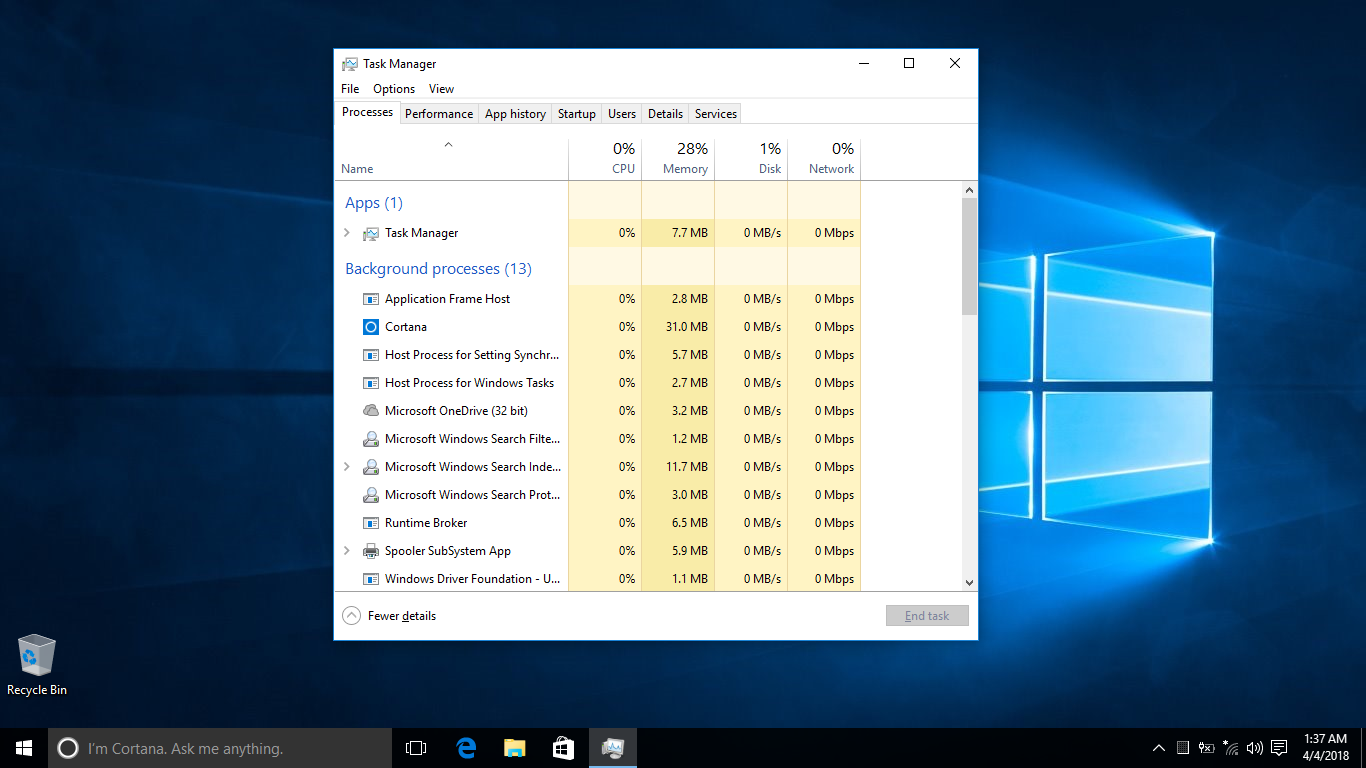 Task Manager
File Options View
Processes Performance App history Startup Users Details Services
0% 28% 1% 0%
Name CPU Memory Disk Network
Apps (1)
Task Manager 0% 7.7 MB 0 MB/s 0 Mbps
Background processes (13)
Application Frame Host 0% 2.8 MB 0 MB/s 0 Mbps
Cortana 0% 31.0 MB 0 MB/s 0 Mbps
Host Process for Setting Synchr... 0% 5.7 MB 0 MB/s 0 Mbps
Host Process for Windows Tasks 0% 2.7 MB 0 MB/s 0 Mbps
Microsoft OneDrive (32 bit) 0% 3.2 MB 0 MB/s 0 Mbps
Microsoft Windows Search Filte... 0% 1.2 MB 0 MB/s 0 Mbps
Microsoft Windows Search Inde... 0% 11.7 MB 0 MB/s 0 Mbps
Microsoft Windows Search Prot... 0% 3.0 MB 0 MB/s 0 Mbps
Runtime Broker 0% 6.5 MB 0 MB/s 0 Mbps
Spooler SubSystem App 0% 5.9 MB 0 MB/s 0 Mbps
Windows Driver Foundation - U... 0% 1.1 MB 0 MB/s 0 Mbps
Fewer details End task
Recycle Bin
I'm Cortana. Ask me anything.
1:37 AM
4/4/2018